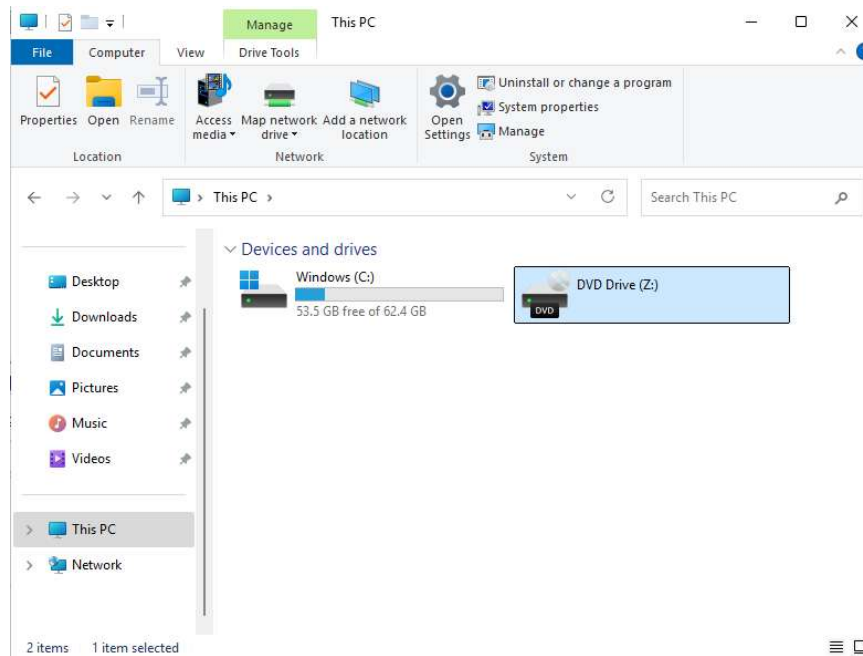 Manage This PC
File Computer View Drive Tools
Properties Open Rename
Access media
Map network drive
Add a network location
Open Settings
Uninstall or change a program
System properties
Manage
Location Network System
This PC
Search This PC
Devices and drives
Desktop
Downloads
Documents
Pictures
Music
Videos
This PC
Network
Windows (C:)
53.5 GB free of 62.4 GB
DVD Drive (Z:)
DVD
2 items 1 item selected